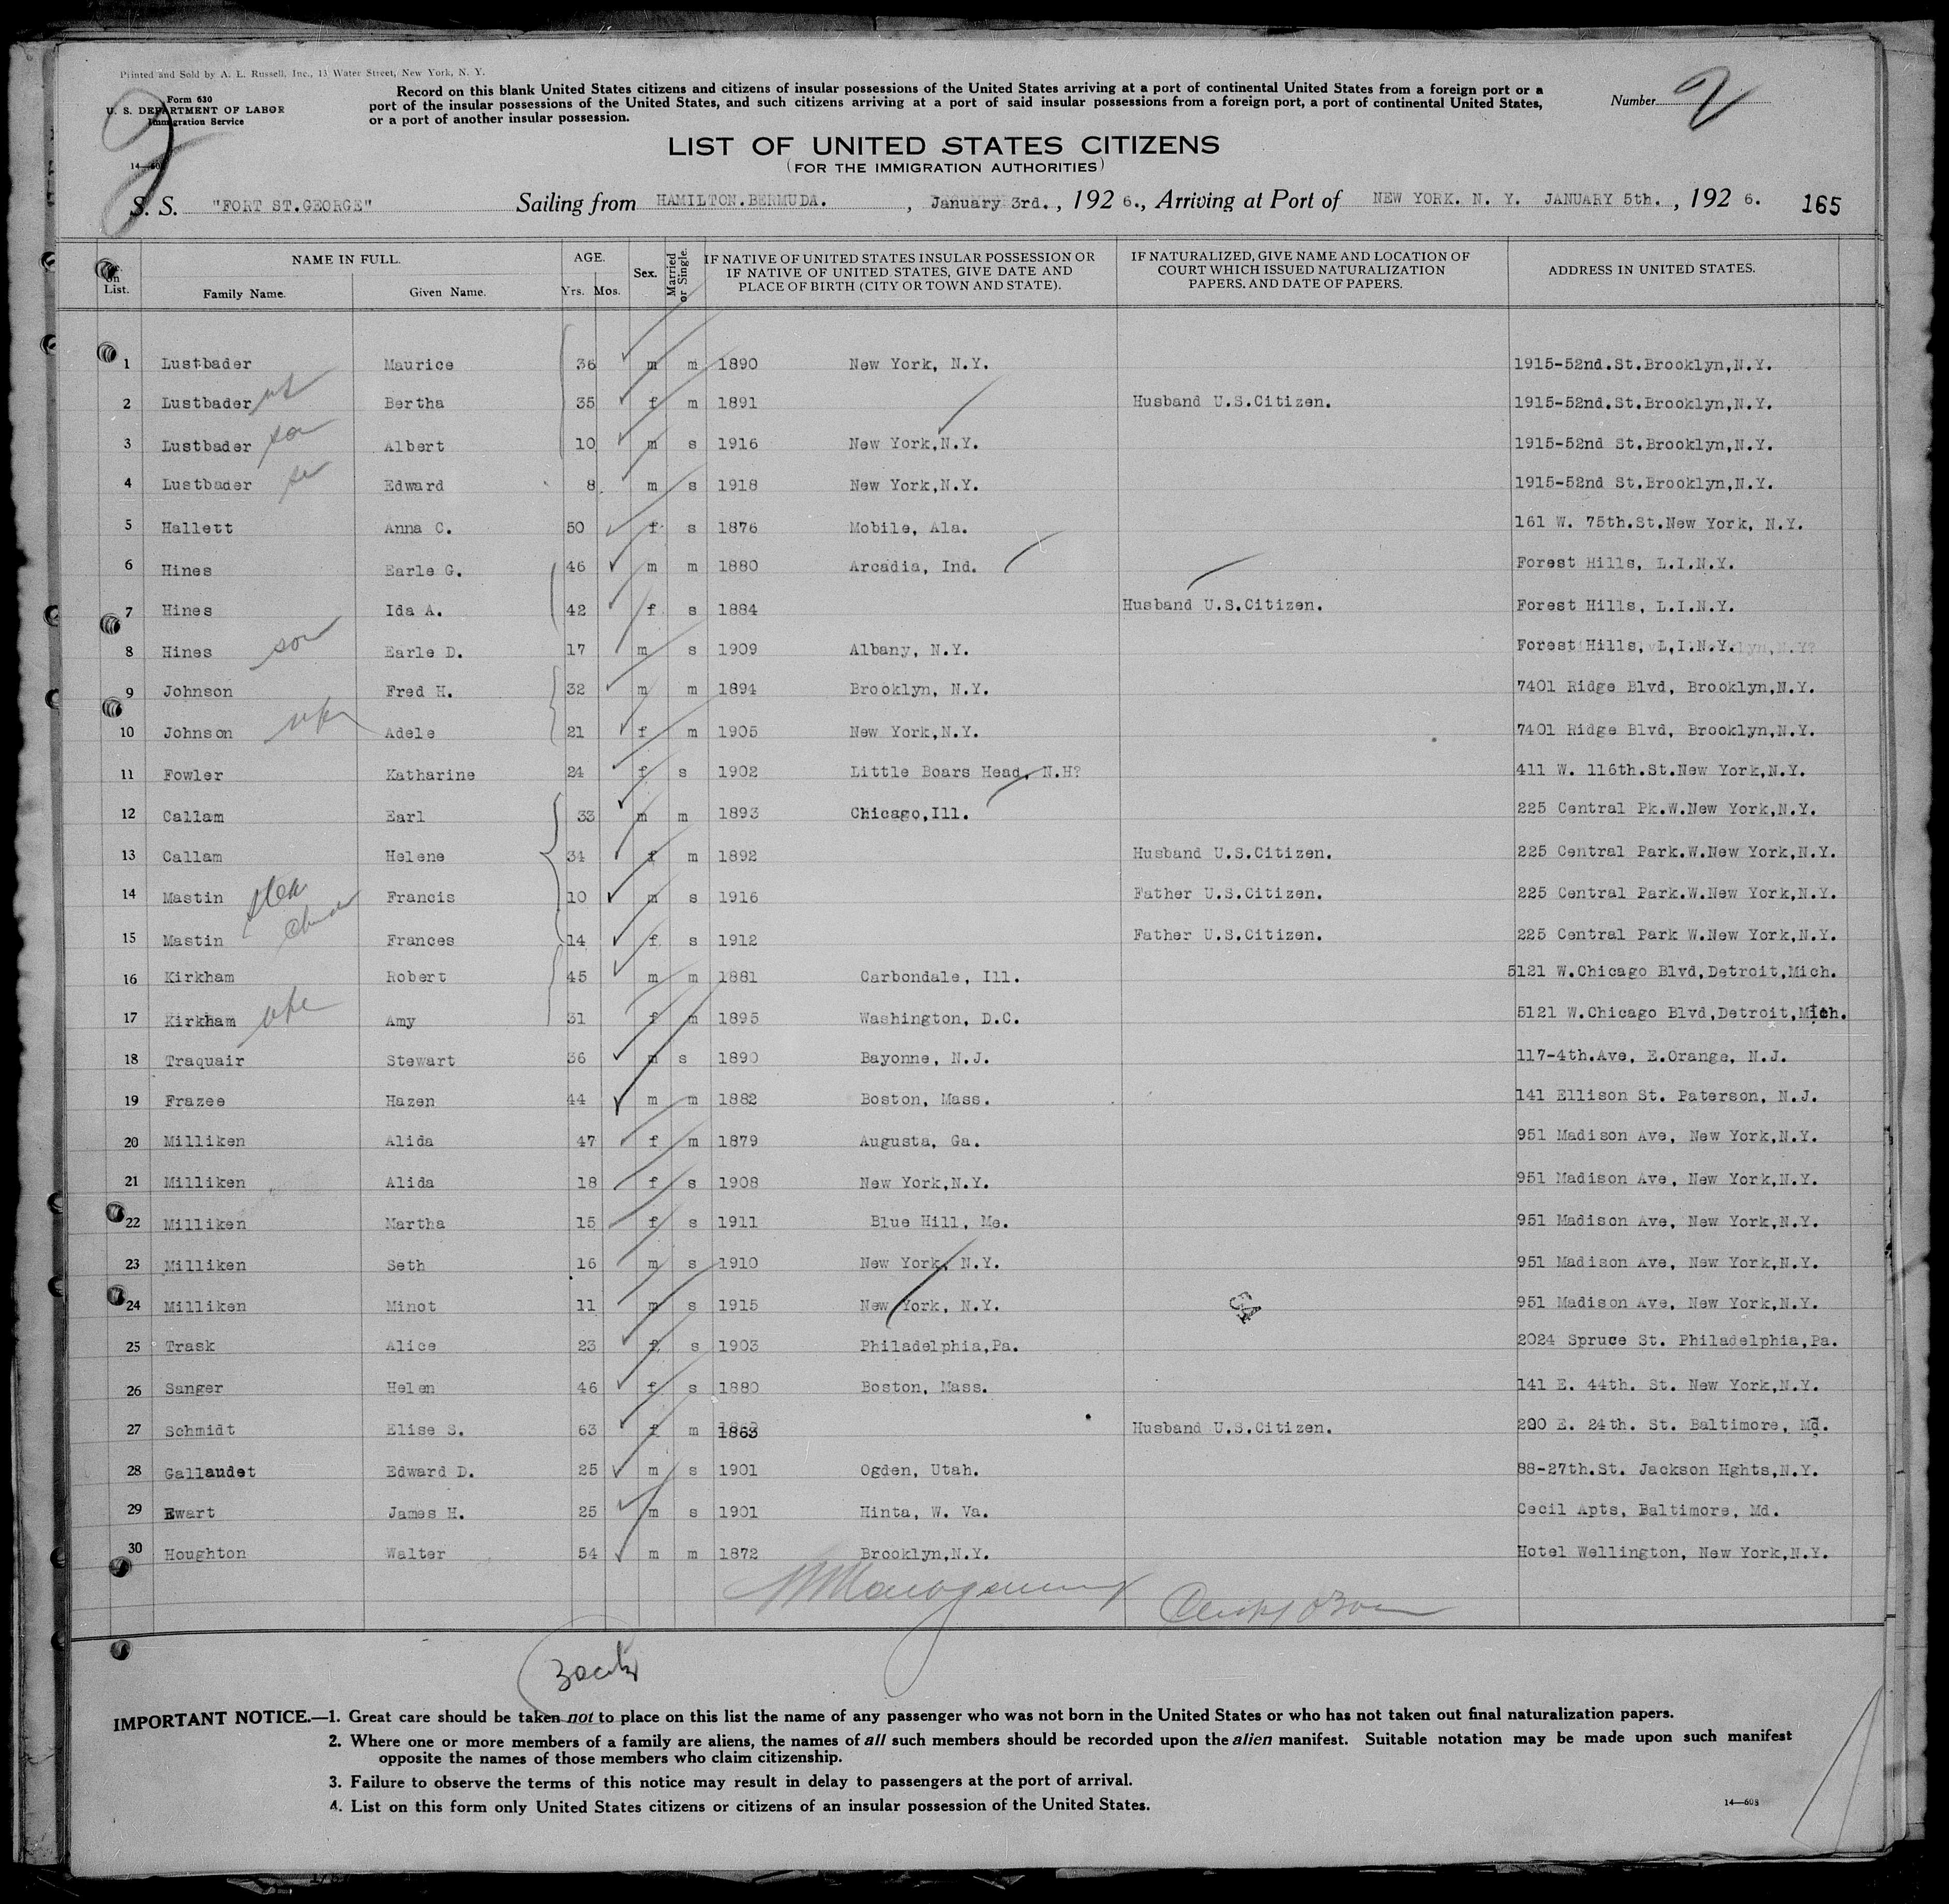 Printed and Sold by A. L. Russell, Inc., 13 Water Street, New York, N. Y.
Form 630
U. S. DEPARTMENT OF LABOR
Immigration Service
14—608
2
Record on this blank United States citizens and citizens of insular possessions of the United States arriving at a port of continental United States from a foreign port or a
port of the insular possessions of the United States, and such citizens arriving at a port of said insular possessions from a foreign port, a port of continental United States,
or a port of another insular possession.
Number 2
LIST OF UNITED STATES CITIZENS
(FOR THE IMMIGRATION AUTHORITIES)
S. S. "FORT ST.GEORGE" Sailing from HAMILTON.BERMUDA. , January 3rd. , 192 6., Arriving at Port of NEW YORK. N. Y. JANUARY 5th. , 192 6. 165
on List. NAME IN FULL. Family Name. Given Name. AGE. Yrs. Mos. Sex. Married or Single. IF NATIVE OF UNITED STATES INSULAR POSSESSION OR IF NATIVE OF UNITED STATES, GIVE DATE AND PLACE OF BIRTH (CITY OR TOWN AND STATE). IF NATURALIZED, GIVE NAME AND LOCATION OF COURT WHICH ISSUED NATURALIZATION PAPERS, AND DATE OF PAPERS. ADDRESS IN UNITED STATES.
1 Lustbader Maurice 36 m m 1890 New York, N.Y. 1915-52nd.St.Brooklyn,N.Y.
2 Lustbader Bertha 35 f m 1891 Husband U.S.Citizen. 1915-52nd.St.Brooklyn,N.Y.
3 Lustbader son Albert 10 m s 1916 New York,N.Y. 1915-52nd St.Brooklyn,N.Y.
4 Lustbader Edward 8 m s 1918 New York,N.Y. 1915-52nd St.Brooklyn,N.Y.
5 Hallett Anna C. 50 f s 1876 Mobile, Ala. 161 W. 75th.St.New York, N.Y.
6 Hines Earle G. 46 m m 1880 Arcadia, Ind. Forest Hills, L.I.N.Y.
7 Hines Ida A. 42 f s 1884 Husband U.S.Citizen. Forest Hills, L.I.N.Y.
8 Hines son Earle D. 17 m s 1909 Albany, N.Y. Forest Hills, L,I.N.Y.
9 Johnson Fred H. 32 m m 1894 Brooklyn, N.Y. 7401 Ridge Blvd, Brooklyn,N.Y.
10 Johnson wife Adele 21 f m 1905 New York,N.Y. 7401 Ridge Blvd, Brooklyn,N.Y.
11 Fowler Katharine 24 f s 1902 Little Boars Head, N.H? 411 W. 116th.St.New York,N.Y.
12 Callam Earl 33 m m 1893 Chicago,Ill. 225 Central Pk.W.New York,N.Y.
13 Callam Helene 34 f m 1892 Husband U.S.Citizen. 225 Central Park.W.New York,N.Y.
14 Mastin step Francis 10 m s 1916 Father U.S.Citizen. 225 Central Park.W.New York,N.Y.
15 Mastin Frances 14 f s 1912 Father U.S.Citizen. 225 Central Park W.New York,N.Y.
16 Kirkham Robert 45 m m 1881 Carbondale, Ill. 5121 W.Chicago Blvd,Detroit,Mich.
17 Kirkham wife Amy 31 f m 1895 Washington, D.C. 5121 W.Chicago Blvd,Detroit,Mich.
18 Traquair Stewart 36 m s 1890 Bayonne, N.J. 117-4th.Ave, E.Orange, N.J.
19 Frazee Hazen 44 m m 1882 Boston, Mass. 141 Ellison St. Paterson, N.J.
20 Milliken Alida 47 f m 1879 Augusta, Ga. 951 Madison Ave, New York,N.Y.
21 Milliken Alida 18 f s 1908 New York,N.Y. 951 Madison Ave, New York,N.Y.
22 Milliken Martha 15 f s 1911 Blue Hill, Me. 951 Madison Ave, New York,N.Y.
23 Milliken Seth 16 m s 1910 New York, N.Y. 951 Madison Ave, New York,N.Y.
24 Milliken Minot 11 m s 1915 New York, N.Y. 54 951 Madison Ave, New York,N.Y.
25 Trask Alice 23 f s 1903 Philadelphia,Pa. 2024 Spruce St. Philadelphia,Pa.
26 Sanger Helen 46 f s 1880 Boston, Mass. 141 E. 44th. St. New York,N.Y.
27 Schmidt Elise S. 63 f m 1863 Husband U.S.Citizen. E. 24th. St. Baltimore, Md.
28 Gallaudet Edward D. 25 m s 1901 Ogden, Utah. 88-27th.St. Jackson Hghts,N.Y.
29 Ewart James H. 25 m s 1901 Hinta, W. Va. Cecil Apts, Baltimore, Md.
30 Houghton Walter 54 m m 1872 Brooklyn,N.Y. Hotel Wellington, New York,N.Y.
IMPORTANT NOTICE.—1. Great care should be taken not to place on this list the name of any passenger who was not born in the United States or who has not taken out final naturalization papers.
2. Where one or more members of a family are aliens, the names of all such members should be recorded upon the alien manifest. Suitable notation may be made upon such manifest
opposite the names of those members who claim citizenship.
3. Failure to observe the terms of this notice may result in delay to passengers at the port of arrival.
4. List on this form only United States citizens or citizens of an insular possession of the United States.
14—608